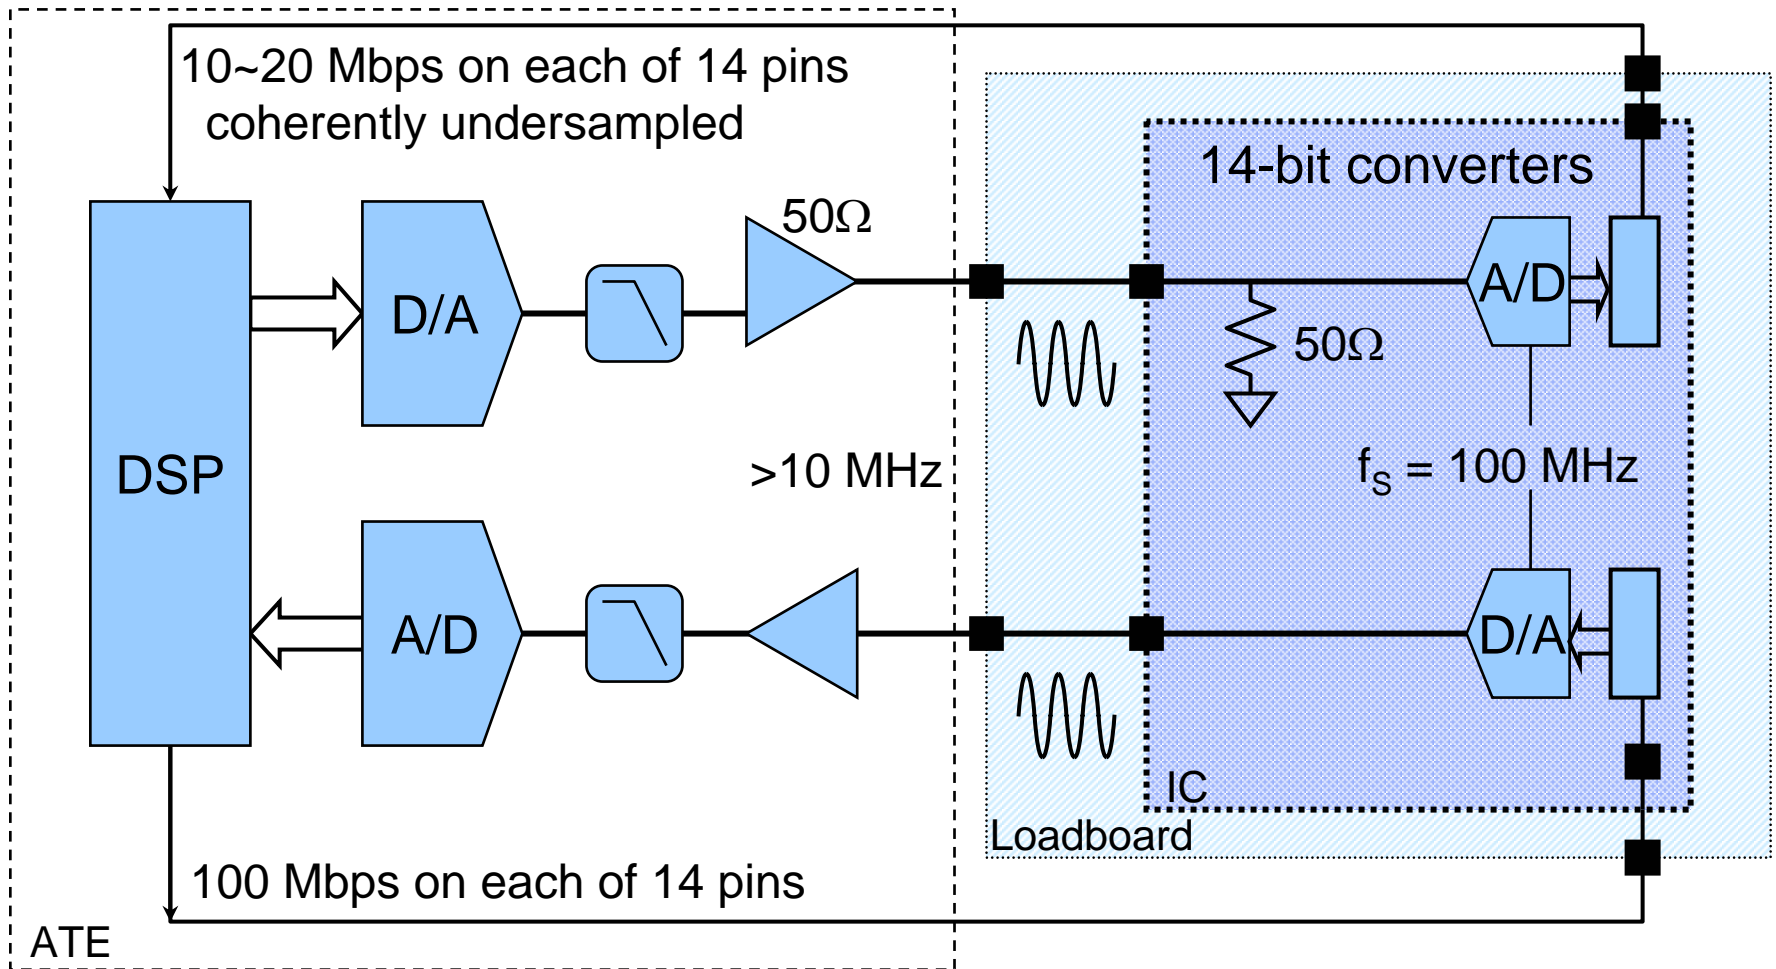 10~20 Mbps on each of 14 pins
coherently undersampled
14-bit converters
50Ω
D/A
A/D
50Ω
DSP
>10 MHz
fS = 100 MHz
A/D
D/A
IC
Loadboard
100 Mbps on each of 14 pins
ATE